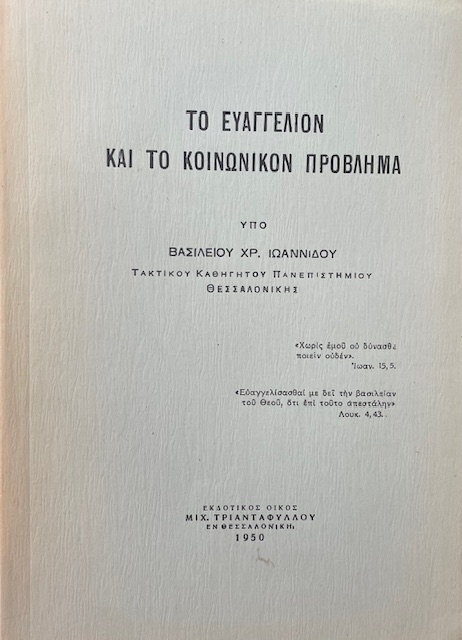 ΤΟ ΕΥΑΓΓΕΛΙΟΝ
ΚΑΙ ΤΟ ΚΟΙΝΩΝΙΚΟΝ ΠΡΟΒΛΗΜΑ
ΥΠΟ
ΒΑΣΙΛΕΙΟΥ ΧΡ. ΙΩΑΝΝΙΔΟΥ
ΤΑΚΤΙΚΟΥ ΚΑΘΗΓΗΤΟΥ ΠΑΝΕΠΙΣΤΗΜΙΟΥ
ΘΕΣΣΑΛΟΝΙΚΗΣ
«Χωρὶς ἐμοῦ οὐ δύνασθε
ποιεῖν οὐδέν».
Ἰωαν. 15,5.
«Εὐαγγελίσασθαί με δεῖ τὴν βασιλείαν
τοῦ Θεοῦ, ὅτι ἐπὶ τοῦτο ἀπεστάλην»
Λουκ. 4,43.
ΕΚΔΟΤΙΚΟΣ ΟΙΚΟΣ
ΜΙΧ. ΤΡΙΑΝΤΑΦΥΛΛΟΥ
ΕΝ ΘΕΣΣΑΛΟΝΙΚΗι
1950